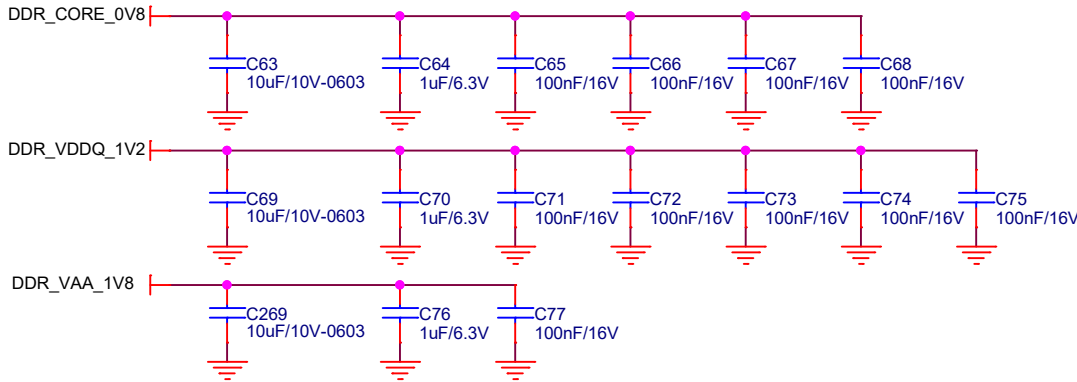 DDR_CORE_0V8
C63 C64 C65 C66 C67 C68
10uF/10V-0603 1uF/6.3V 100nF/16V 100nF/16V 100nF/16V 100nF/16V
DDR_VDDQ_1V2
C69 C70 C71 C72 C73 C74 C75
10uF/10V-0603 1uF/6.3V 100nF/16V 100nF/16V 100nF/16V 100nF/16V 100nF/16V
DDR_VAA_1V8
C269 C76 C77
10uF/10V-0603 1uF/6.3V 100nF/16V